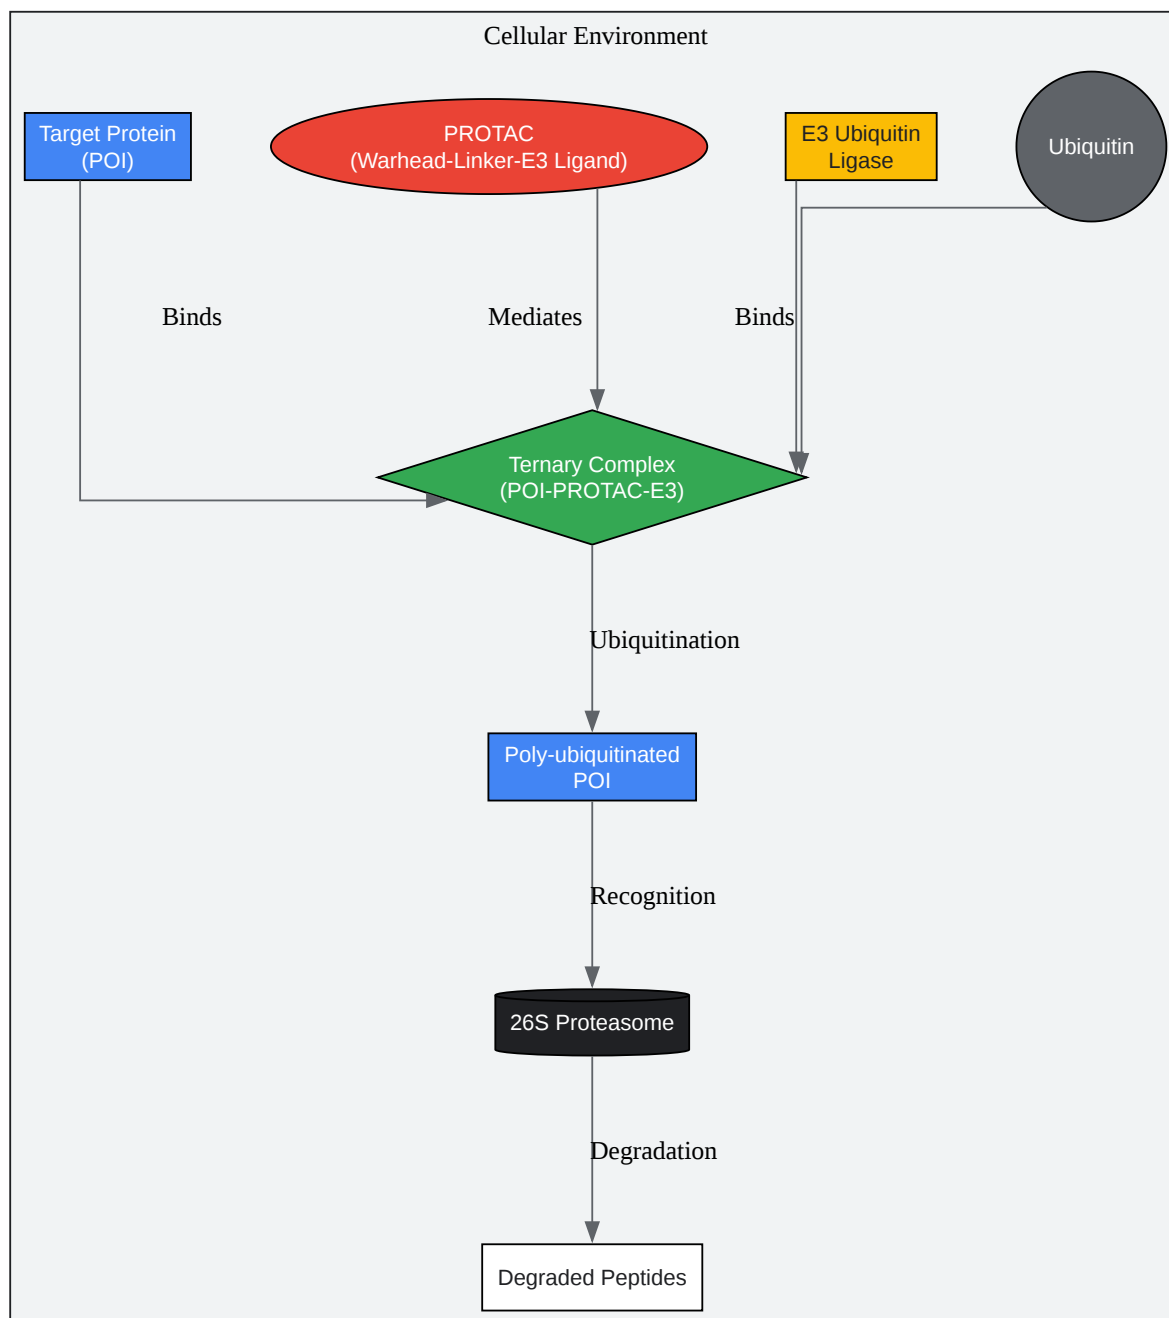 Cellular Environment
Target Protein
(POI)
PROTAC
(Warhead-Linker-E3 Ligand)
E3 Ubiquitin
Ligase
Ubiquitin
Binds
Mediates
Binds
Ternary Complex
(POI-PROTAC-E3)
Ubiquitination
Poly-ubiquitinated
POI
Recognition
26S Proteasome
Degradation
Degraded Peptides